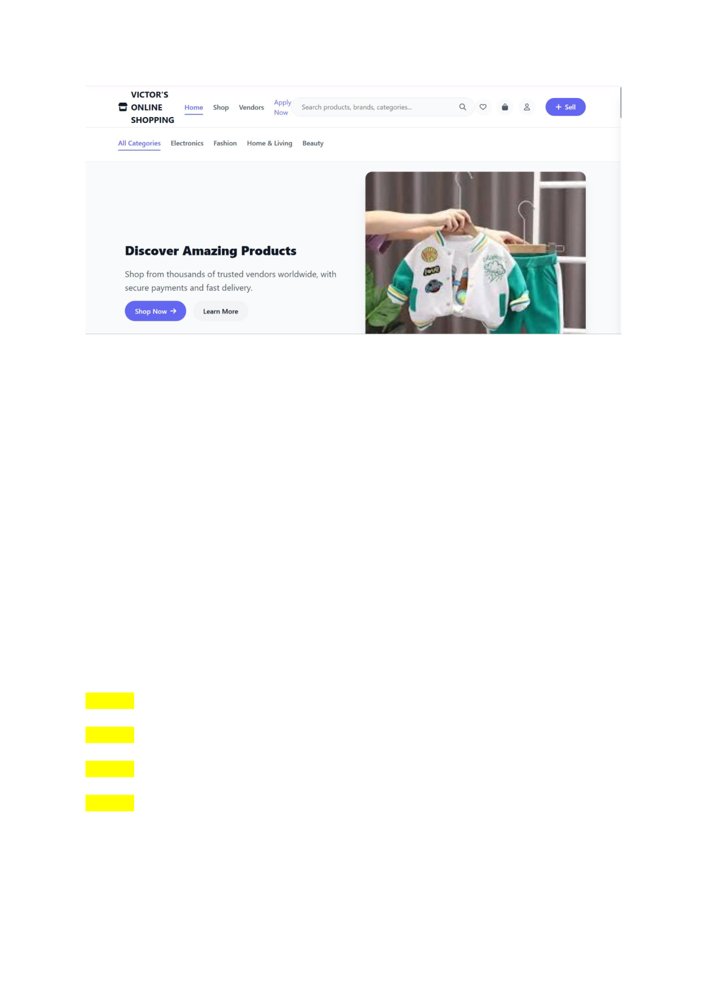 VICTOR'S
ONLINE
SHOPPING
Home Shop Vendors Apply
Now
Search products, brands, categories...
+ Sell
All Categories Electronics Fashion Home & Living Beauty
Discover Amazing Products
Shop from thousands of trusted vendors worldwide, with
secure payments and fast delivery.
Shop Now → Learn More
LOVE